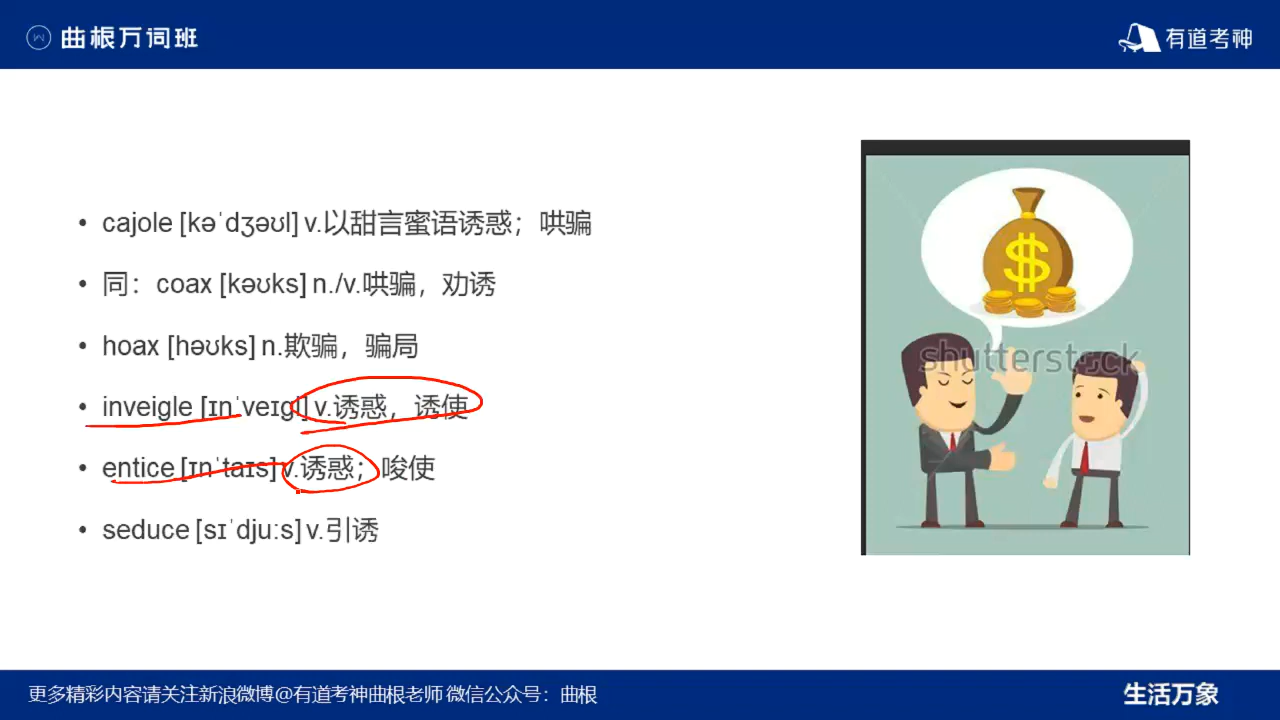 曲根万词班
有道考神
• cajole [kəˈdʒəʊl] v.以甜言蜜语诱惑；哄骗
• 同：coax [kəʊks] n./v.哄骗，劝诱
• hoax [həʊks] n.欺骗，骗局
• inveigle [ɪnˈveɪgl] v.诱惑，诱使
• entice [ɪnˈtaɪs] v.诱惑；唆使
• seduce [sɪˈdjuːs] v.引诱
$
shutterstock
更多精彩内容请关注新浪微博@有道考神曲根老师 微信公众号：曲根
生活万象